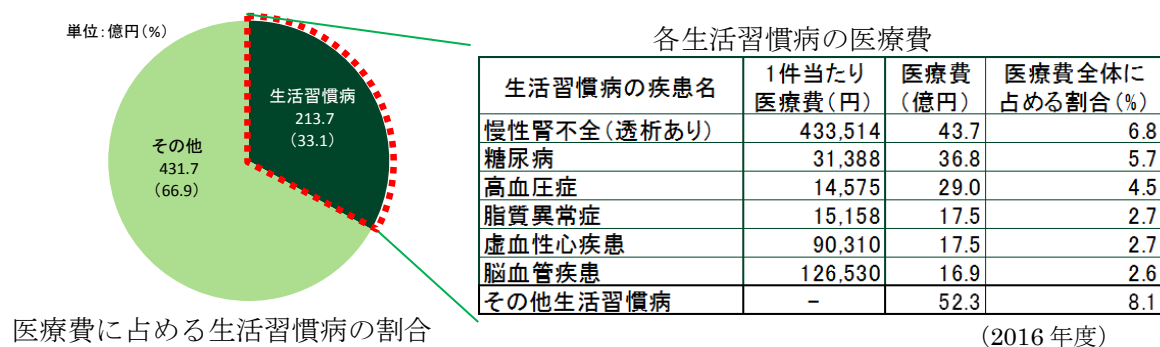 単位：億円（％）
生活習慣病
213.7
(33.1)
その他
431.7
(66.9)
医療費に占める生活習慣病の割合
各生活習慣病の医療費
生活習慣病の疾患名 1件当たり医療費（円） 医療費（億円） 医療費全体に占める割合（％）
慢性腎不全（透析あり） 433,514 43.7 6.8
糖尿病 31,388 36.8 5.7
高血圧症 14,575 29.0 4.5
脂質異常症 15,158 17.5 2.7
虚血性心疾患 90,310 17.5 2.7
脳血管疾患 126,530 16.9 2.6
その他生活習慣病 － 52.3 8.1
（2016 年度）